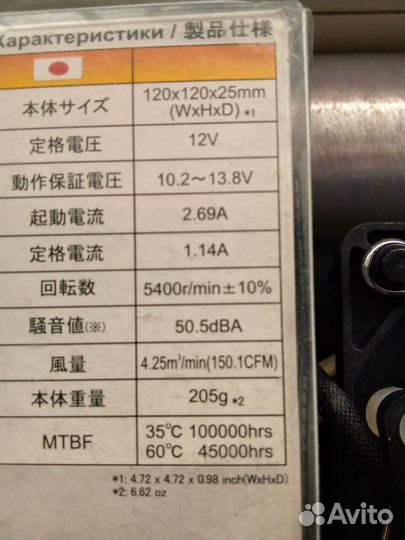 Характеристики / 製品仕様
本体サイズ 120x120x25mm (WxHxD) *1
定格電圧 12V
動作保証電圧 10.2～13.8V
起動電流 2.69A
定格電流 1.14A
回転数 5400r/min±10%
騒音値(※) 50.5dBA
風量 4.25m³/min(150.1CFM)
本体重量 205g *2
MTBF 35℃ 100000hrs
60℃ 45000hrs
*1: 4.72 x 4.72 x 0.98 inch(WxHxD)
*2: 6.62 oz
Avito